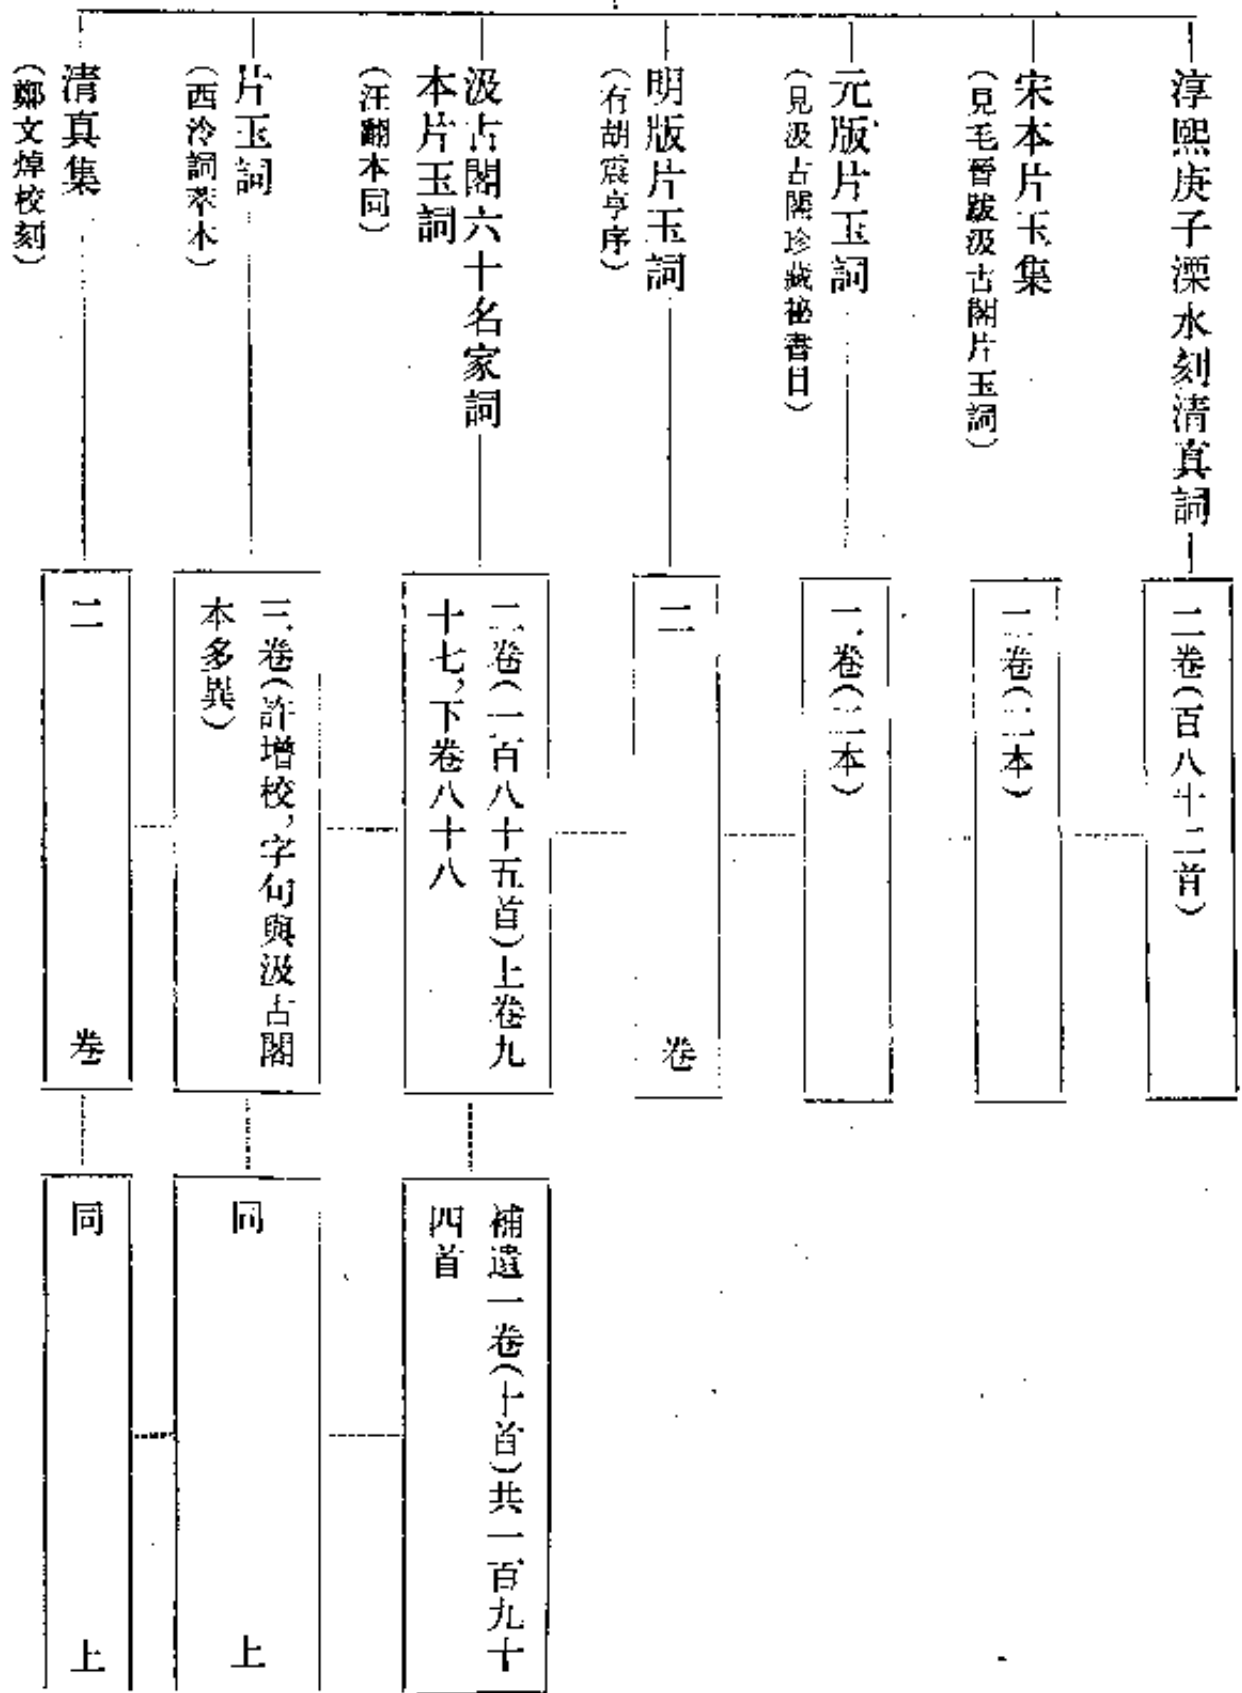 淳熙庚子溧水刻清真詞
二卷(百八十二首)
宋本片玉集
(見毛晉跋汲古閣片玉詞)
二卷(二本)
元版片玉詞
(見汲古閣珍藏祕書目)
卷(二本)
明版片玉詞
(有胡震亨序)
二 卷
汲古閣六十名家詞
本片玉詞
(汪翻本同)
二卷(一百八十五首)上卷九
十七,下卷八十八
補遺一卷(十首)共一百九十
四首
片玉詞
(西泠詞萃本)
三卷(許增校,字句與汲古閣
本多異)
同 上
清真集
(鄭文焯校刻)
二 卷
同 上